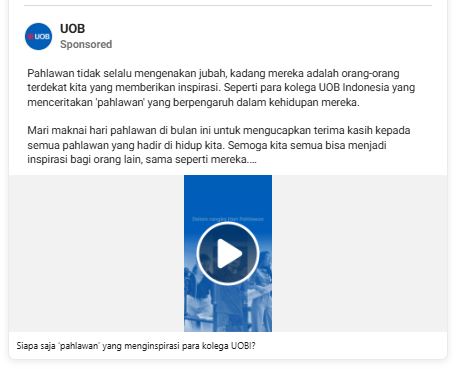 UOB
UOB
Sponsored
Pahlawan tidak selalu mengenakan jubah, kadang mereka adalah orang-orang
terdekat kita yang memberikan inspirasi. Seperti para kolega UOB Indonesia yang
menceritakan 'pahlawan' yang berpengaruh dalam kehidupan mereka.
Mari maknai hari pahlawan di bulan ini untuk mengucapkan terima kasih kepada
semua pahlawan yang hadir di hidup kita. Semoga kita semua bisa menjadi
inspirasi bagi orang lain, sama seperti mereka....
Dalam rangka Hari Pahlawan
Siapa saja 'pahlawan' yang menginspirasi para kolega UOBI?